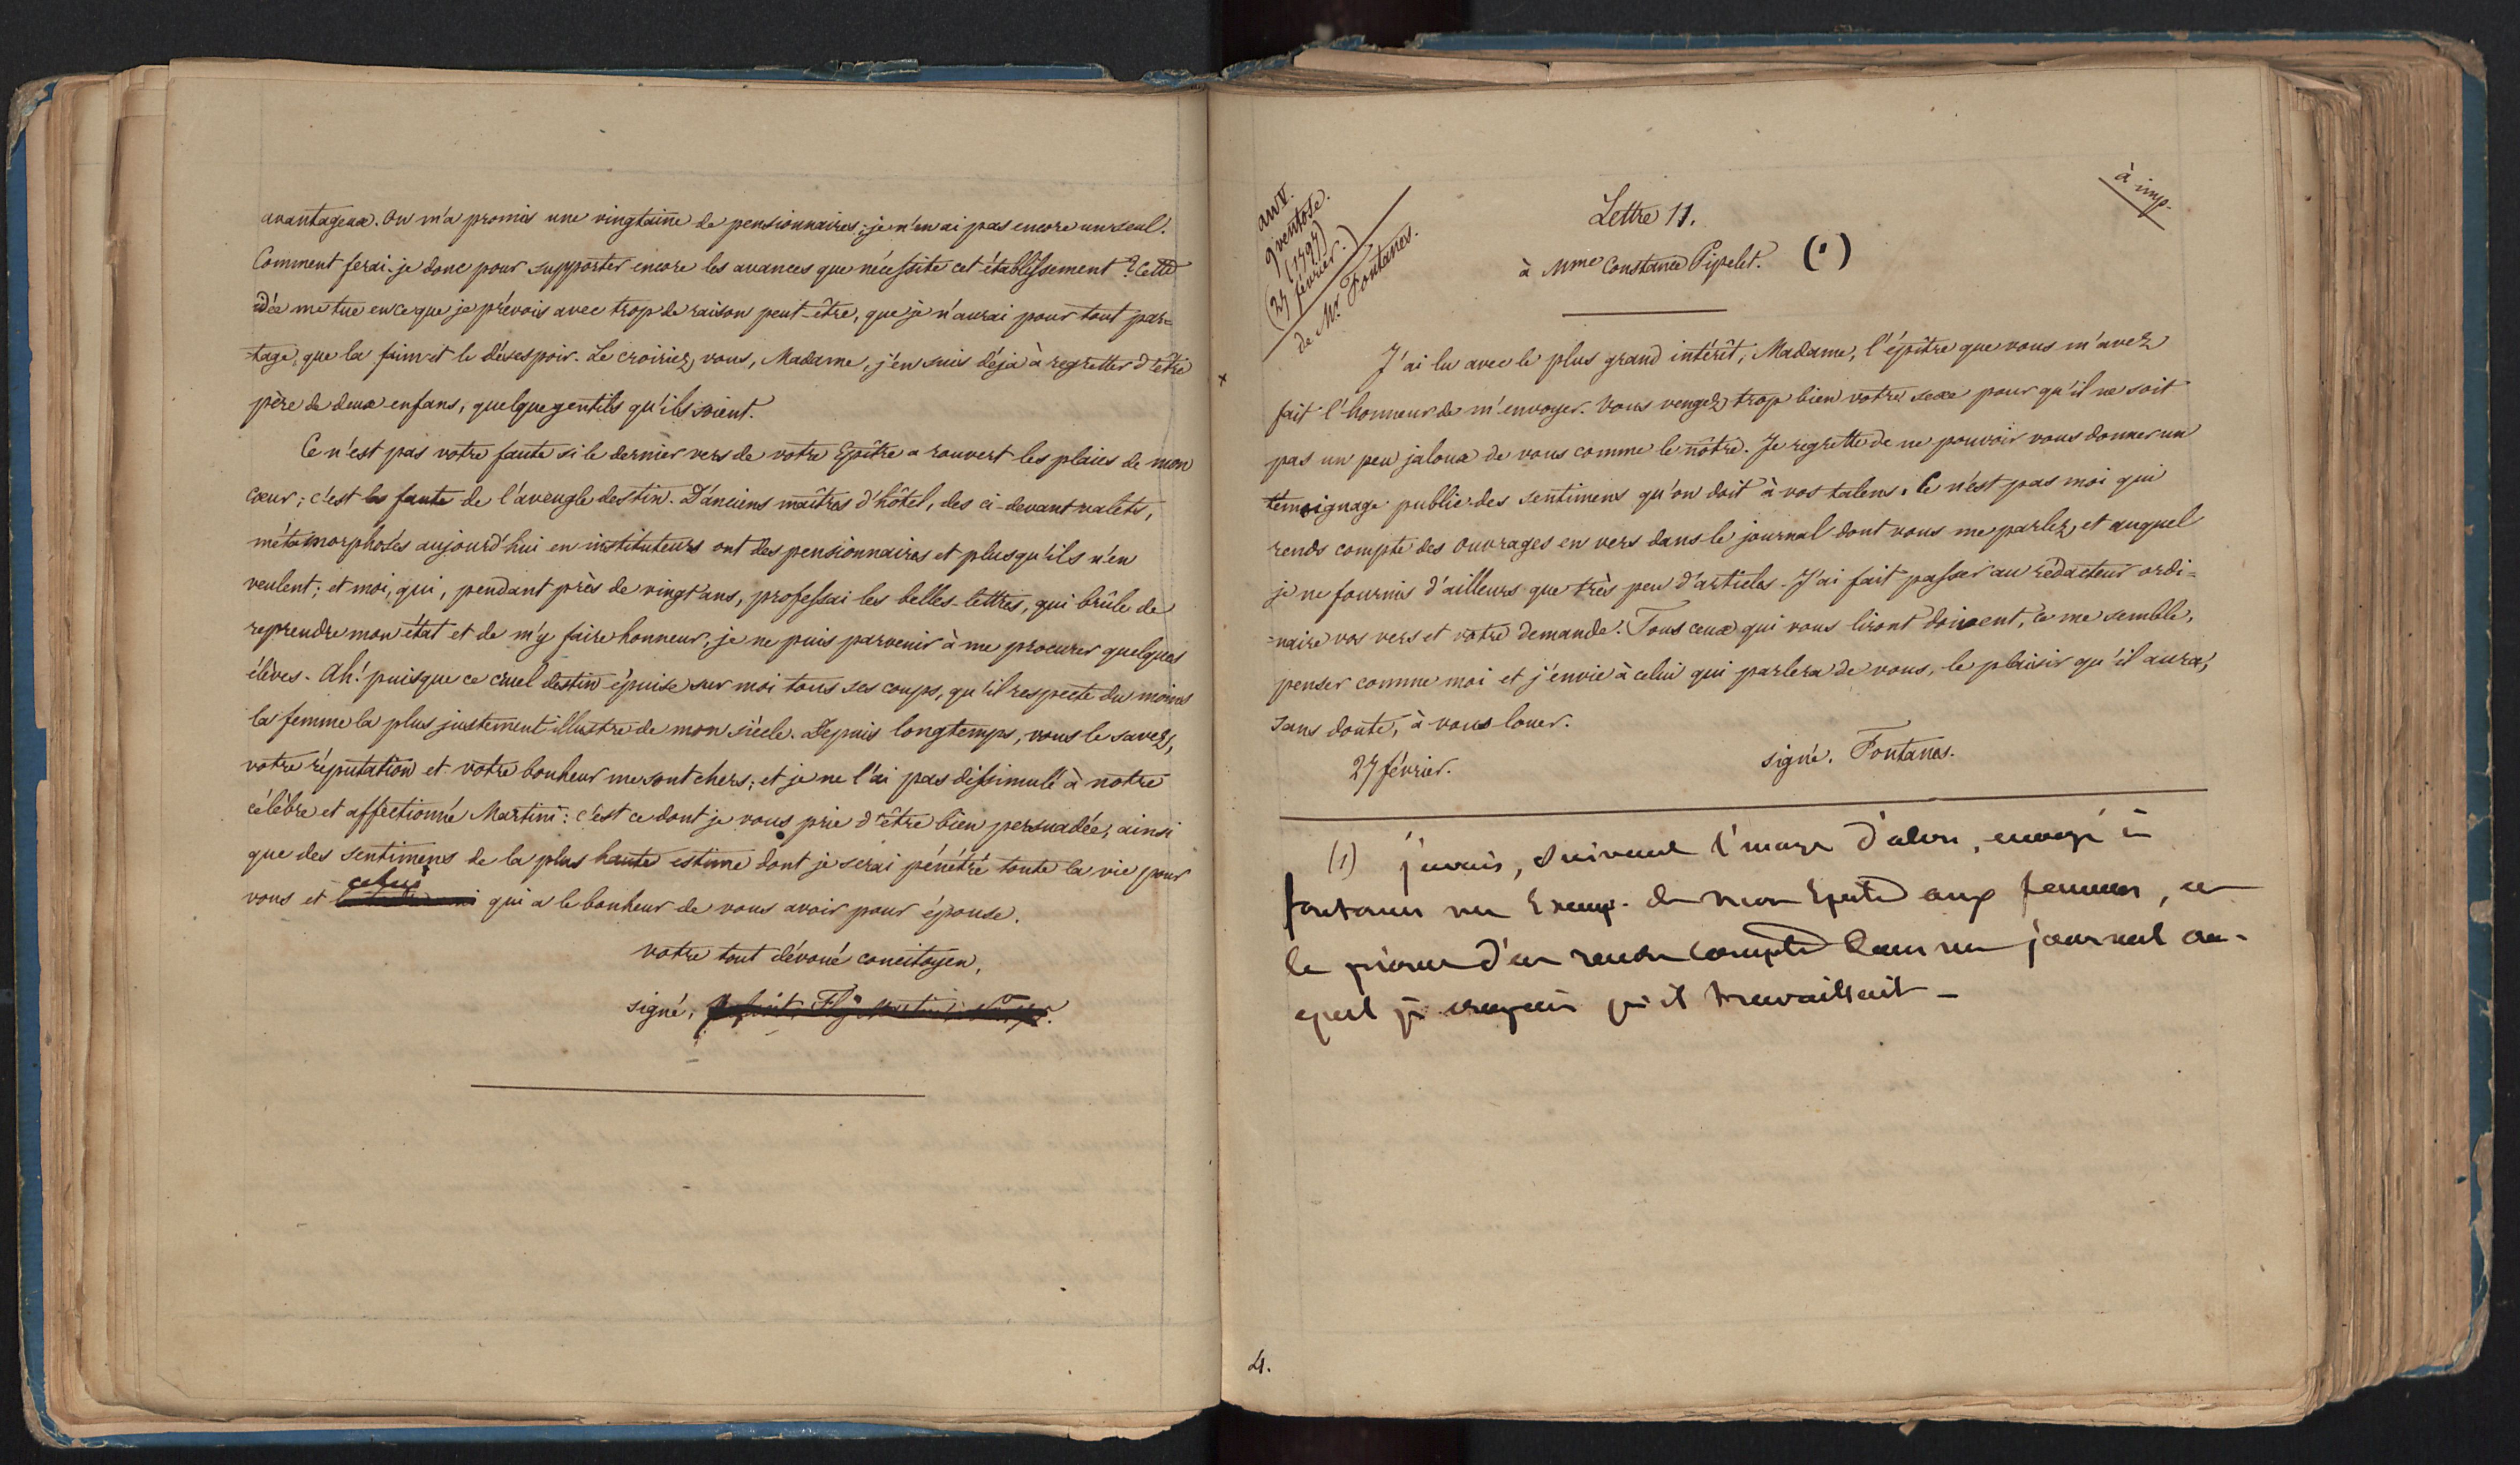 avantageux. On m'a promis une vingtaine de pensionnaires; je n'en ai pas encore un seul.
Comment ferai-je donc pour supporter encore les avances que nécessite cet établissement? Cette
idée me tue en ce que je prévois avec trop de raison peut-être, que je n'aurai pour tout par=
-tage, que la faim et le désespoir. Le croiriez vous, Madame, j'en suis déjà à regretter d'être
père de deux enfans, quelque gentils qu'ils soient.
Ce n'est pas votre faute si le dernier vers de votre Epître a rouvert les plaies de mon
cœur; c'est la faute de l'aveugle destin. D'anciens maîtres d'hôtel, des ci-devant valets,
métamorphosés aujourd'hui en instituteurs ont des pensionnaires et plus qu'ils n'en
veulent; et moi, qui, pendant près de vingt ans, professai les belles-lettres, qui brûle de
reprendre mon état et de m'y faire honneur, je ne puis parvenir à me procurer quelques
élèves. Ah! puisque ce cruel destin épuise sur moi tous ses coups, qu'il respecte du moins
la femme la plus justement illustre de mon siècle. Depuis longtemps, vous le savez,
votre réputation et votre bonheur me sont chers; et je ne l'ai pas dissimulé à notre
célèbre et affectionné Martini: c'est ce dont je vous prie d'être bien persuadée, ainsi
que des sentimens de la plus haute estime dont je serai pénétré toute la vie pour
vous et celui qui a le bonheur de vous avoir pour épouse.
votre tout dévoué concitoyen,
signé,
an V.
9 ventose.
(1797)
(27 février.)
de Mr. Fontanes.
à imp.
Lettre 11.
à Mme Constance Pipelet. (1)
J'ai lu avec le plus grand intérêt, Madame, l'épître que vous m'avez
fait l'honneur de m'envoyer. Vous vengez trop bien votre sexe pour qu'il ne soit
pas un peu jaloux de vous comme le nôtre. Je regrette de ne pouvoir vous donner un
témoignage public des sentimens qu'on doit à vos talens. Ce n'est pas moi qui
rends compte des ouvrages en vers dans le journal dont vous me parlez, et auquel
je ne fournis d'ailleurs que très peu d'articles. J'ai fait passer au rédacteur ordi=
=naire vos vers et votre demande. Tous ceux qui vous liront doivent, ce me semble,
penser comme moi et j'envie à celui qui parlera de vous, le plaisir qu'il aura,
sans doute, à vous louer.
27 février.
signé. Fontanes.
(1) j'avais, suivant l'usage d'alors, envoyé à
fontanes un Exemp. de mon Epitre aux femmes, en
le priant d'en rendre compte dans un journal au-
quel je croyais qu'il travaillait -
4.